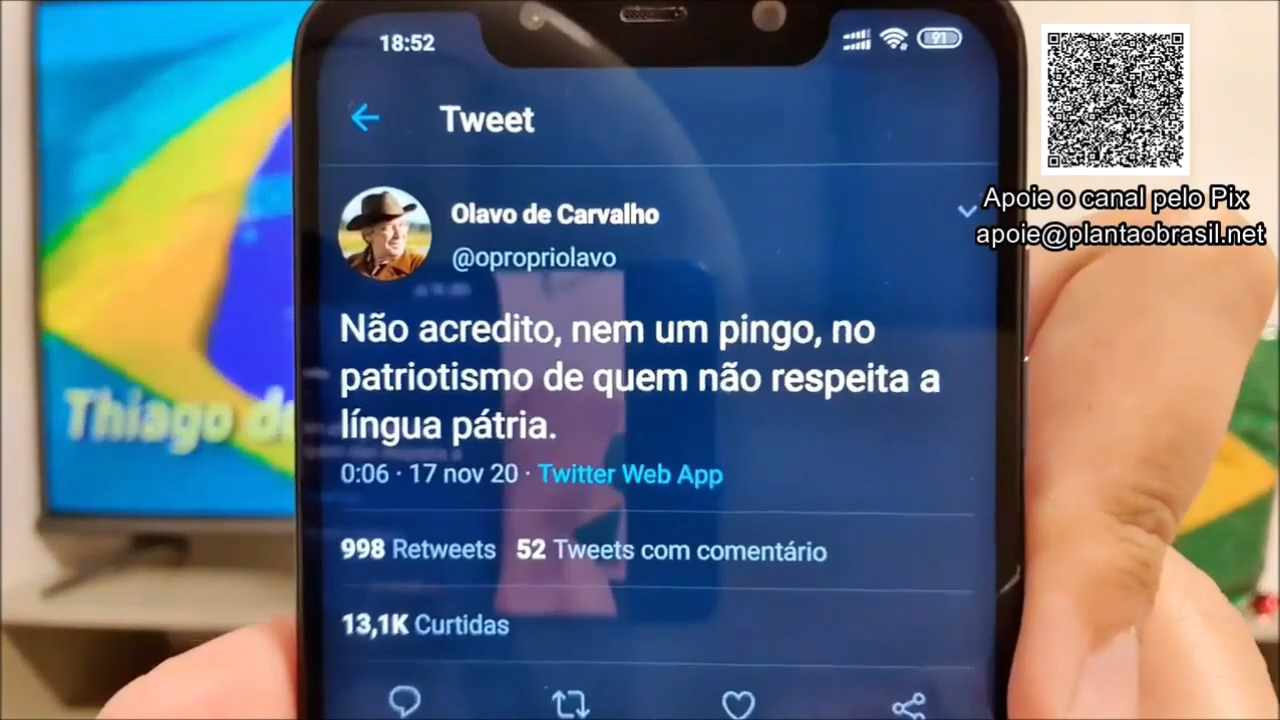 18:52
91
Tweet
Apoie o canal pelo Pix
apoie@plantaobrasil.net
Olavo de Carvalho
@opropriolavo
Não acredito, nem um pingo, no
patriotismo de quem não respeita a
língua pátria.
0:06 · 17 nov 20 · Twitter Web App
998 Retweets 52 Tweets com comentário
13,1K Curtidas
Thiago